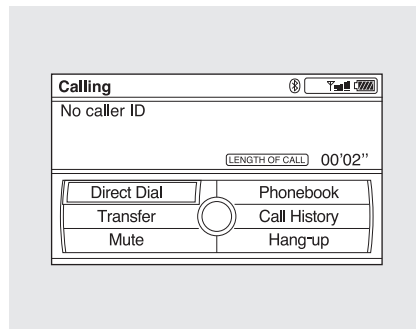 Calling
No caller ID
LENGTH OF CALL 00'02"
Direct Dial Phonebook
Transfer Call History
Mute Hang-up